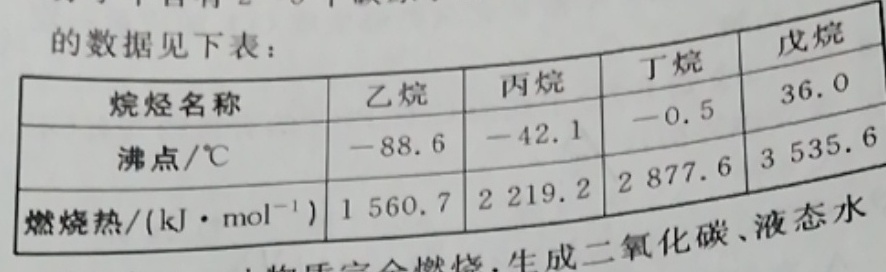 的数据见下表:
烷烃名称 乙烷 丙烷 丁烷 戊烷
沸点/℃ -88.6 -42.1 -0.5 36.0
燃烧热/(kJ·mol⁻¹) 1 560.7 2 219.2 2 877.6 3 535.6
物质完全燃烧,生成二氧化碳、液态水